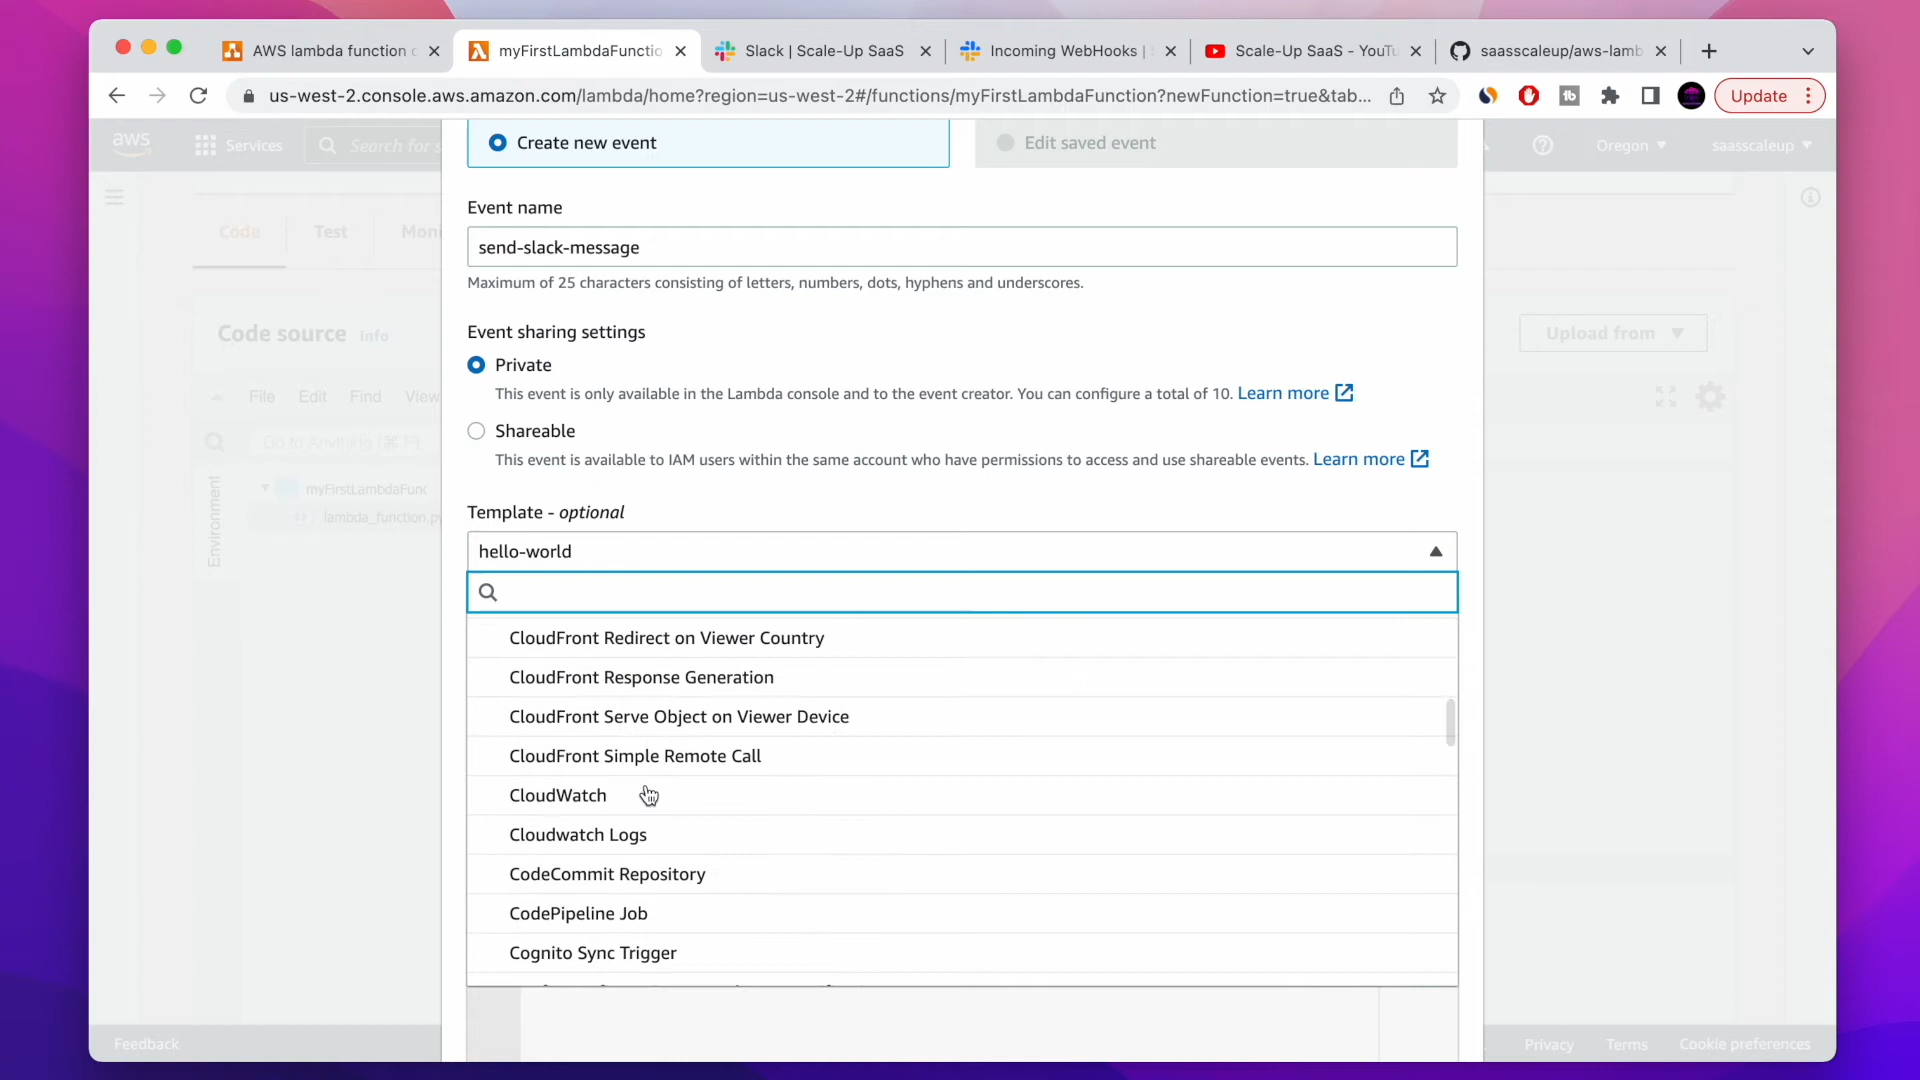 AWS lambda function
myFirstLambdaFunctio
Slack | Scale-Up SaaS
Incoming WebHooks |
Scale-Up SaaS - YouTu
saasscaleup/aws-lamb
us-west-2.console.aws.amazon.com/lambda/home?region=us-west-2#/functions/myFirstLambdaFunction?newFunction=true&tab...
Update
aws
Services
Search for s
Create new event
Edit saved event
Oregon
saasscaleup
Event name
Code
Test
Mon
send-slack-message
Maximum of 25 characters consisting of letters, numbers, dots, hyphens and underscores.
Code source
Info
Event sharing settings
Upload from
Private
This event is only available in the Lambda console and to the event creator. You can configure a total of 10. Learn more
File
Edit
Find
View
Shareable
Go to Anything (⌘ P)
This event is available to IAM users within the same account who have permissions to access and use shareable events. Learn more
Environment
myFirstLambdaFunc
lambda_function.py
Template - optional
hello-world
CloudFront Redirect on Viewer Country
CloudFront Response Generation
CloudFront Serve Object on Viewer Device
CloudFront Simple Remote Call
CloudWatch
Cloudwatch Logs
CodeCommit Repository
CodePipeline Job
Cognito Sync Trigger
Feedback
Privacy
Terms
Cookie preferences